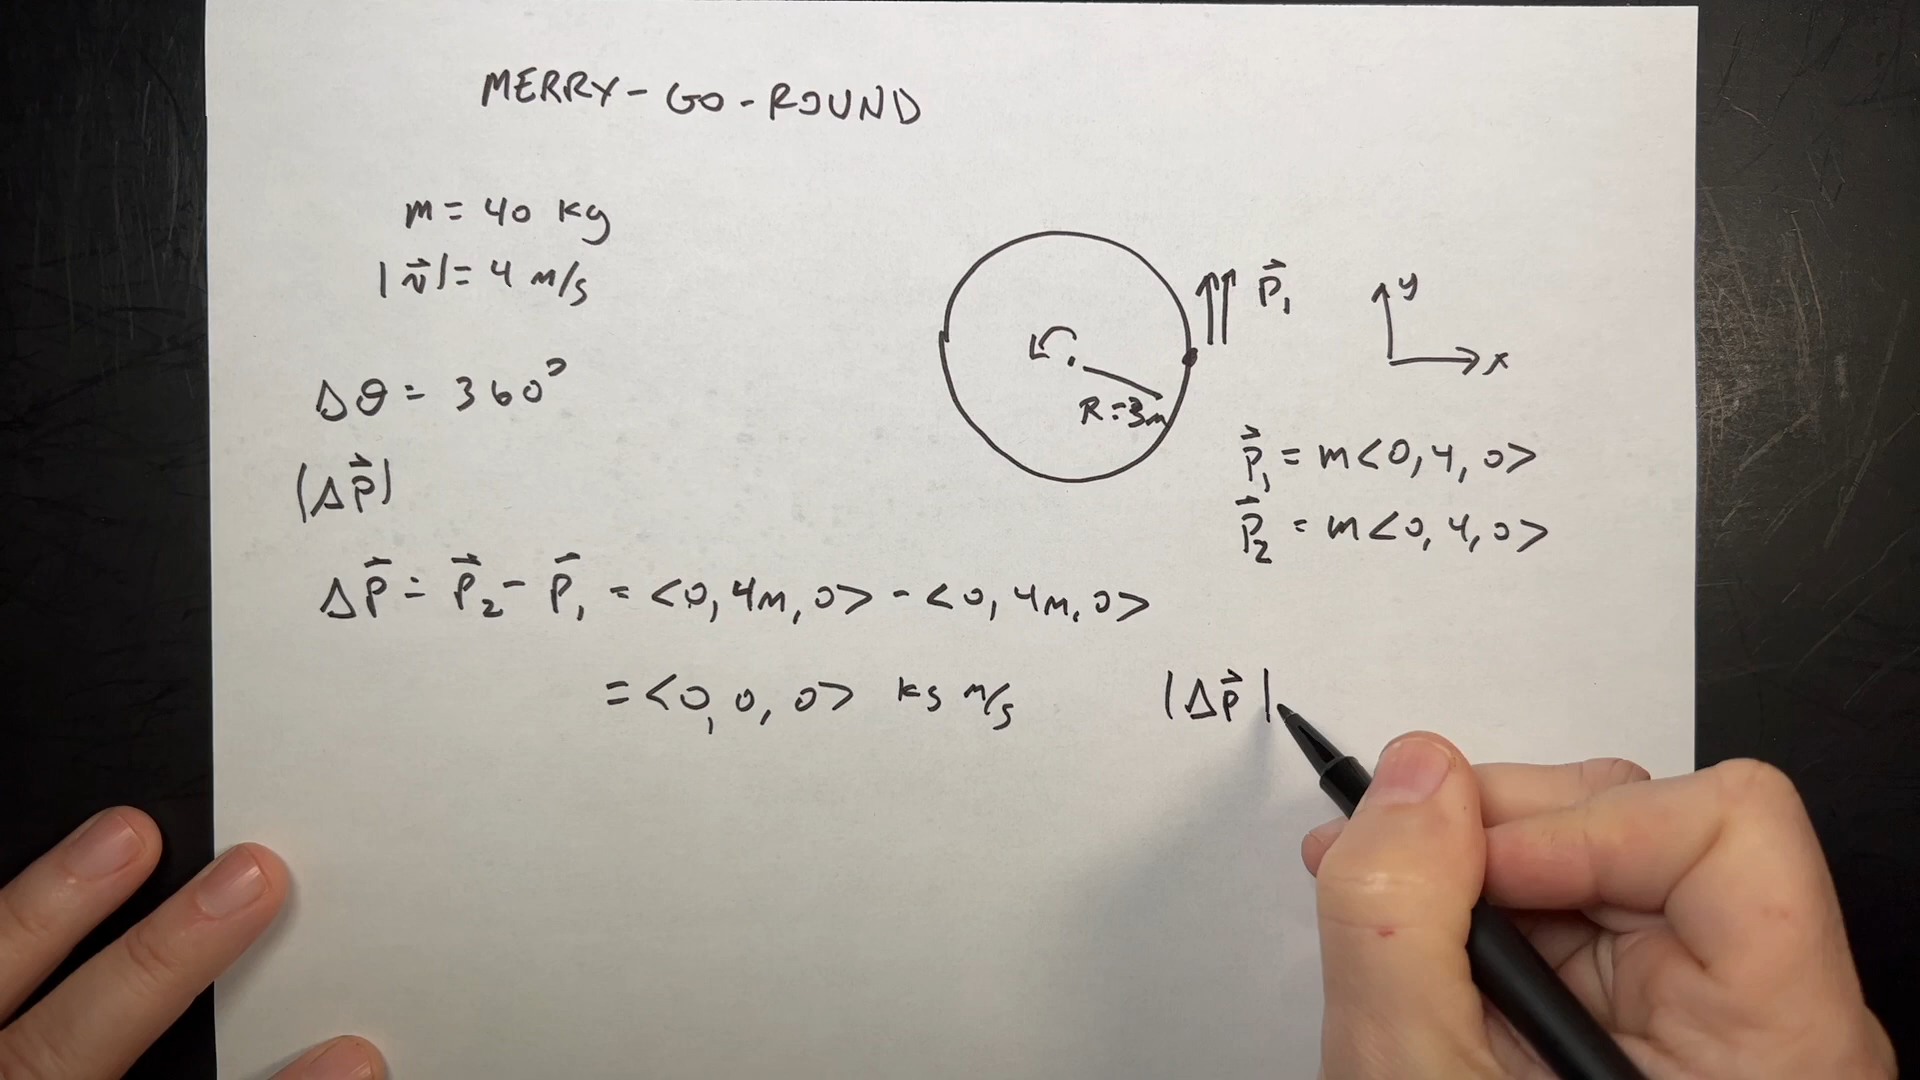 MERRY-GO-ROUND
m = 40 kg
|v⃗| = 4 m/s
Δθ = 360°
|Δp⃗|
R = 3m
p⃗₁
y
x
p⃗₁ = m<0, 4, 0>
p⃗₂ = m<0, 4, 0>
Δp⃗ = p⃗₂ - p⃗₁ = <0, 4m, 0> - <0, 4m, 0>
= <0, 0, 0> kg m/s |Δp⃗|